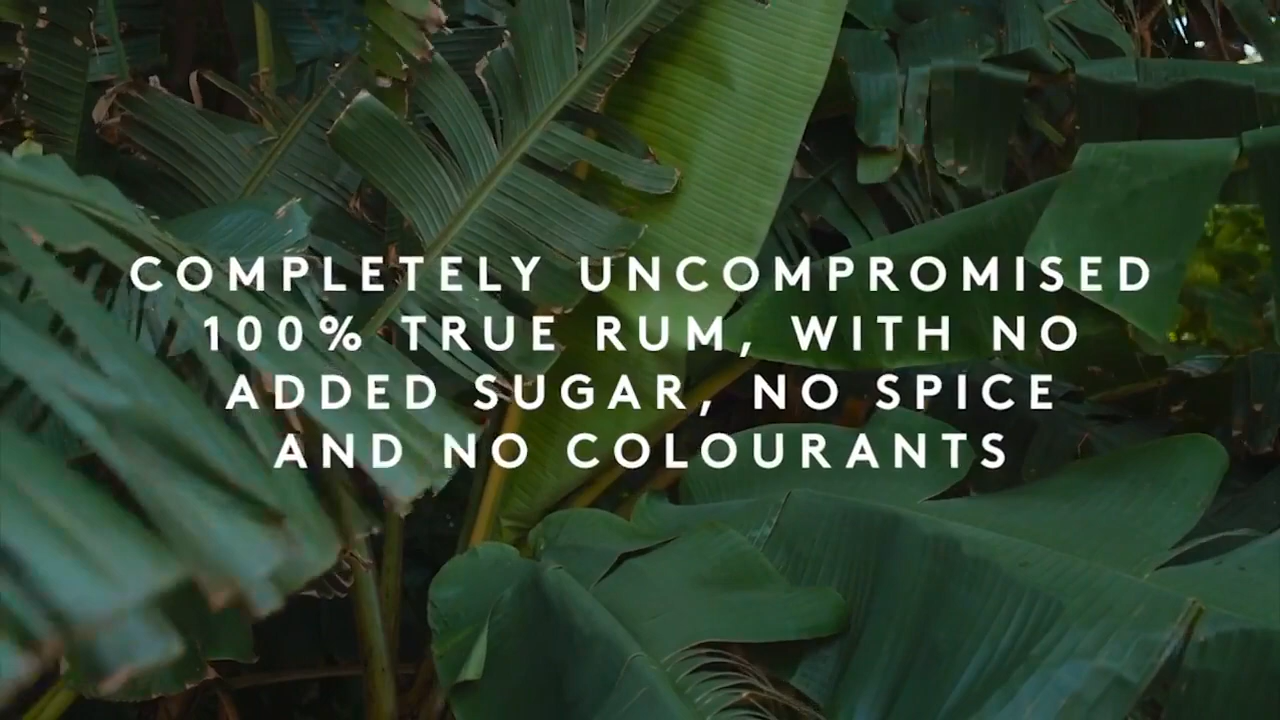 COMPLETELY UNCOMPROMISED
100% TRUE RUM, WITH NO
ADDED SUGAR, NO SPICE
AND NO COLOURANTS